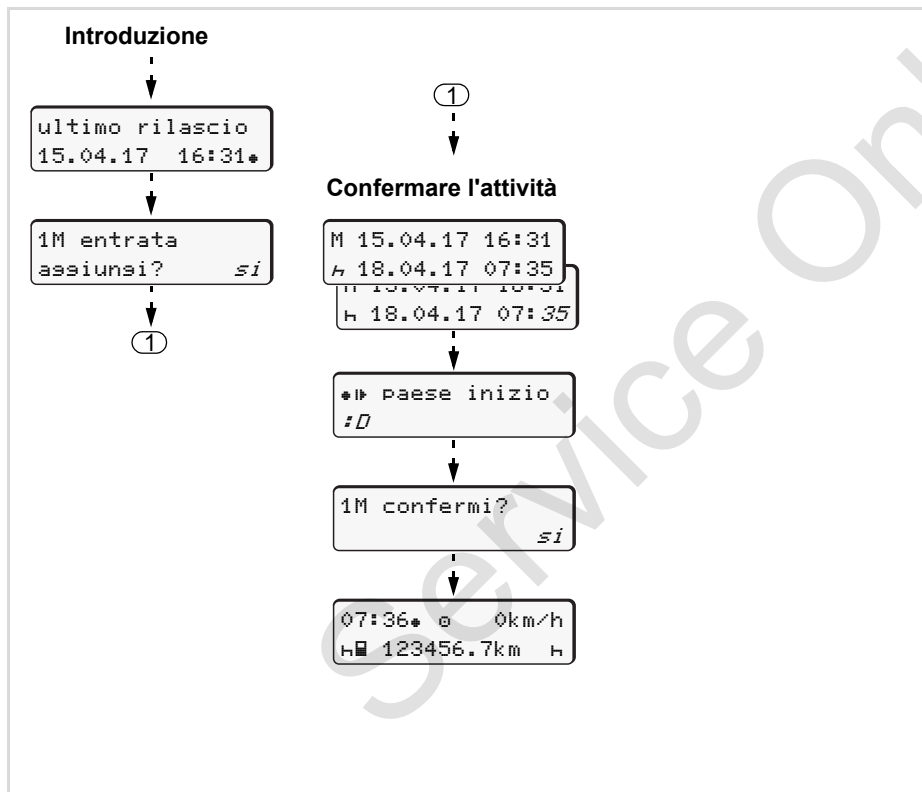 Introduzione
ultimo rilascio
15.04.17 16:31
1M entrata
aggiungi? si
1
1
Confermare l'attività
M 15.04.17 16:31
h 18.04.17 07:35
h 18.04.17 07:35
paese inizio
:D
1M confermi?
si
07:36 0km/h
h 123456.7km h
Service Onl